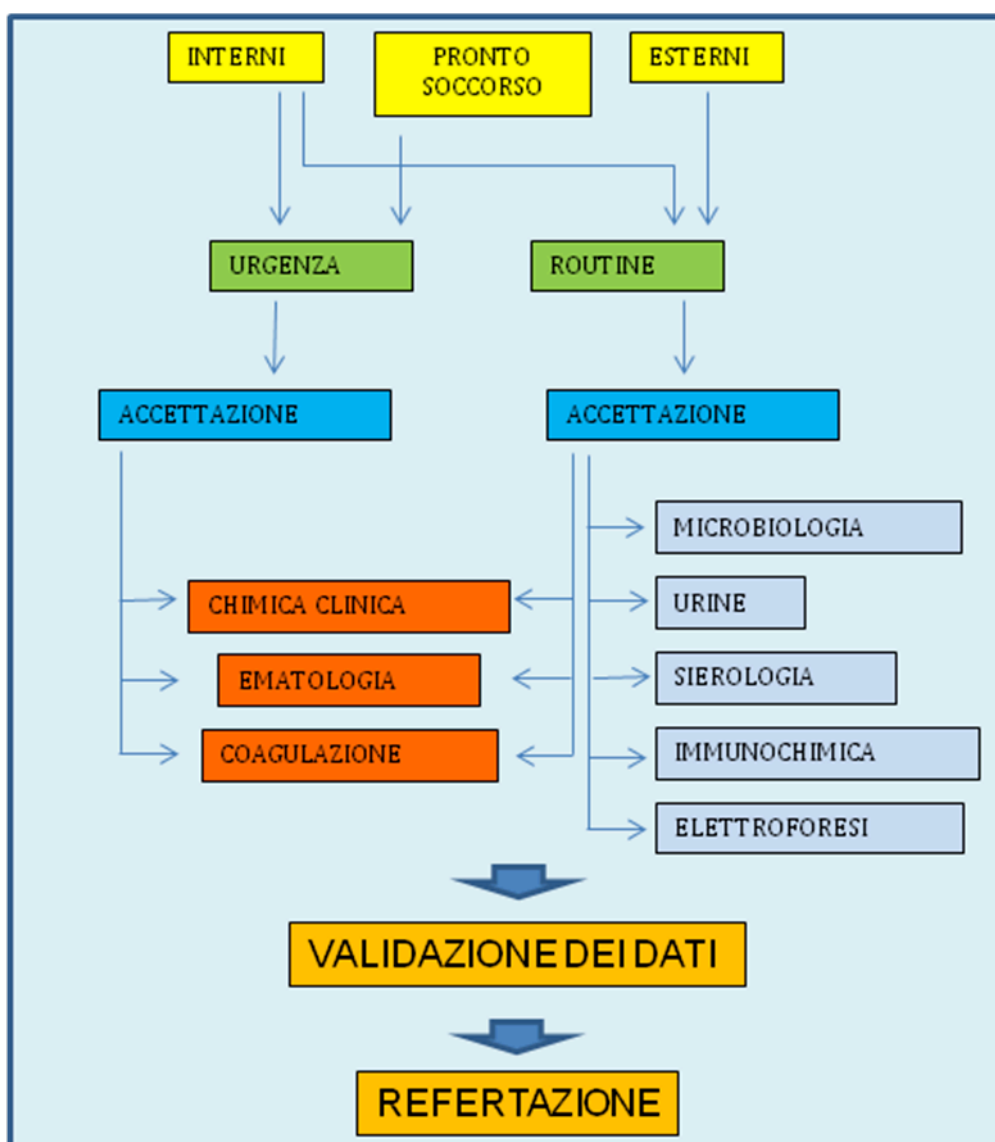 INTERNI
PRONTO
SOCCORSO
ESTERNI
URGENZA
ROUTINE
ACCETTAZIONE
ACCETTAZIONE
MICROBIOLOGIA
CHIMICA CLINICA
URINE
EMATOLOGIA
SIEROLOGIA
COAGULAZIONE
IMMUNOCHIMICA
ELETTROFORESI
VALIDAZIONE DEI DATI
REFERTAZIONE